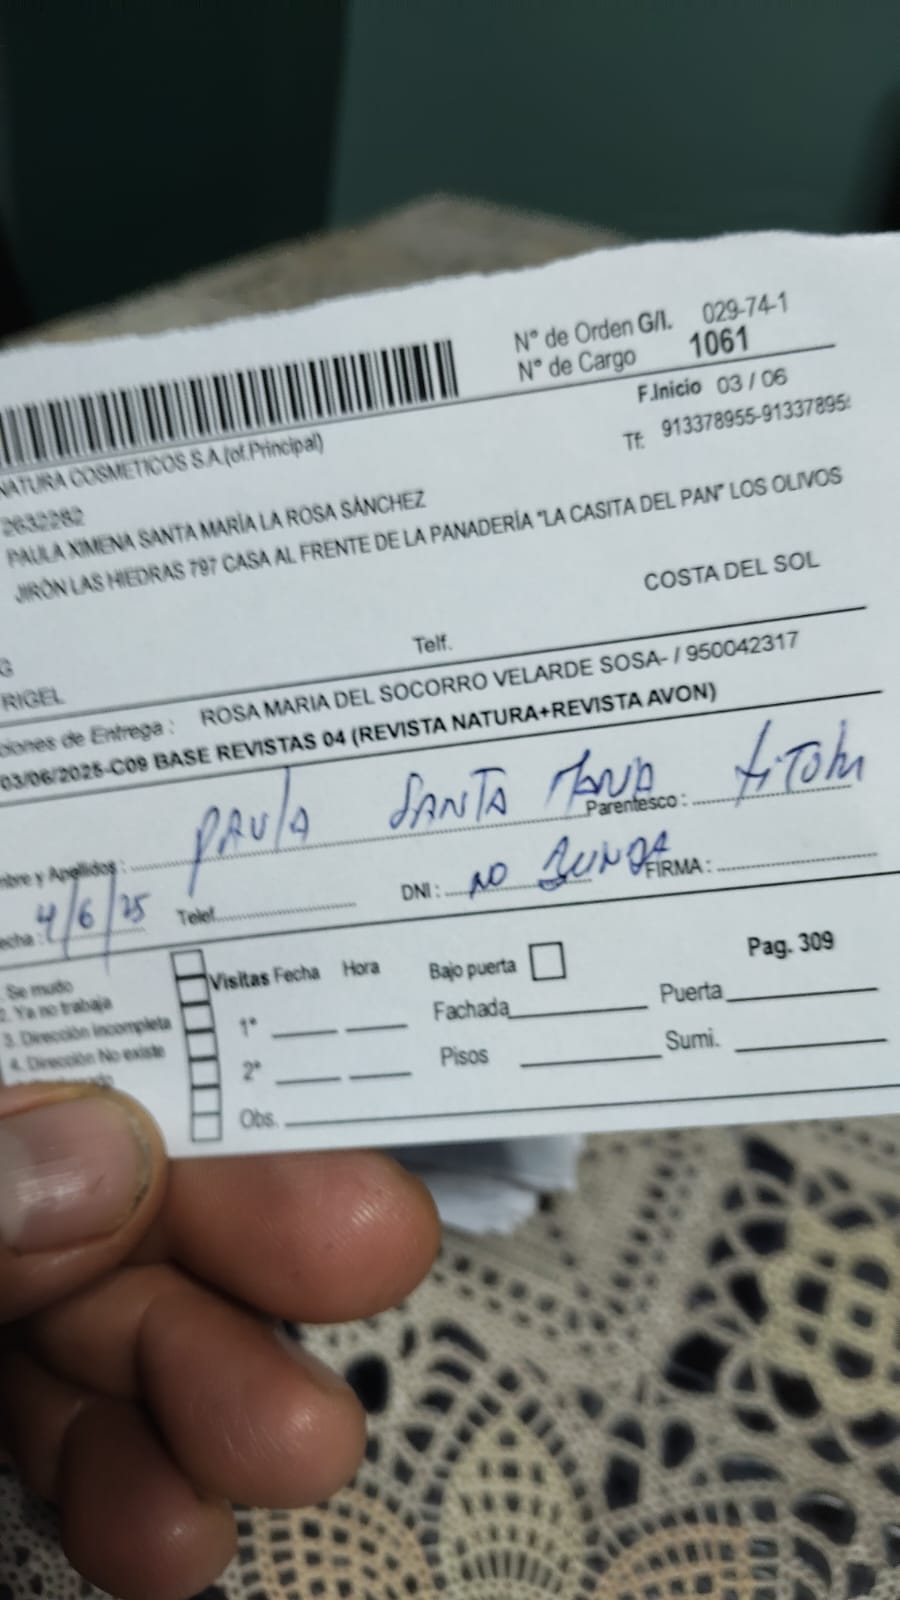 N° de Orden G/I. 029-74-1
N° de Cargo 1061
F.Inicio 03 / 06
Tf: 913378955-91337895
NATURA COSMETICOS S.A.(of.Principal)
2632282
PAULA XIMENA SANTA MARÍA LA ROSA SÁNCHEZ
JIRÓN LAS HIEDRAS 797 CASA AL FRENTE DE LA PANADERÍA "LA CASITA DEL PAN" LOS OLIVOS
COSTA DEL SOL
G
Telf.
RIGEL
ciones de Entrega : ROSA MARIA DEL SOCORRO VELARDE SOSA- / 950042317
03/06/2025-C09 BASE REVISTAS 04 (REVISTA NATURA+REVISTA AVON)
PAULA SANTA MARIA
mbre y Apellidos : Parentesco :
echa : 4/6/25 Telef. DNI : NO FIRMA :
Se mudo
2. Ya no trabaja
3. Dirección Incompleta
4. Dirección No existe
Visitas Fecha Hora
1°
2°
Obs.
Bajo puerta
Fachada
Pisos
Pag. 309
Puerta
Sumi.